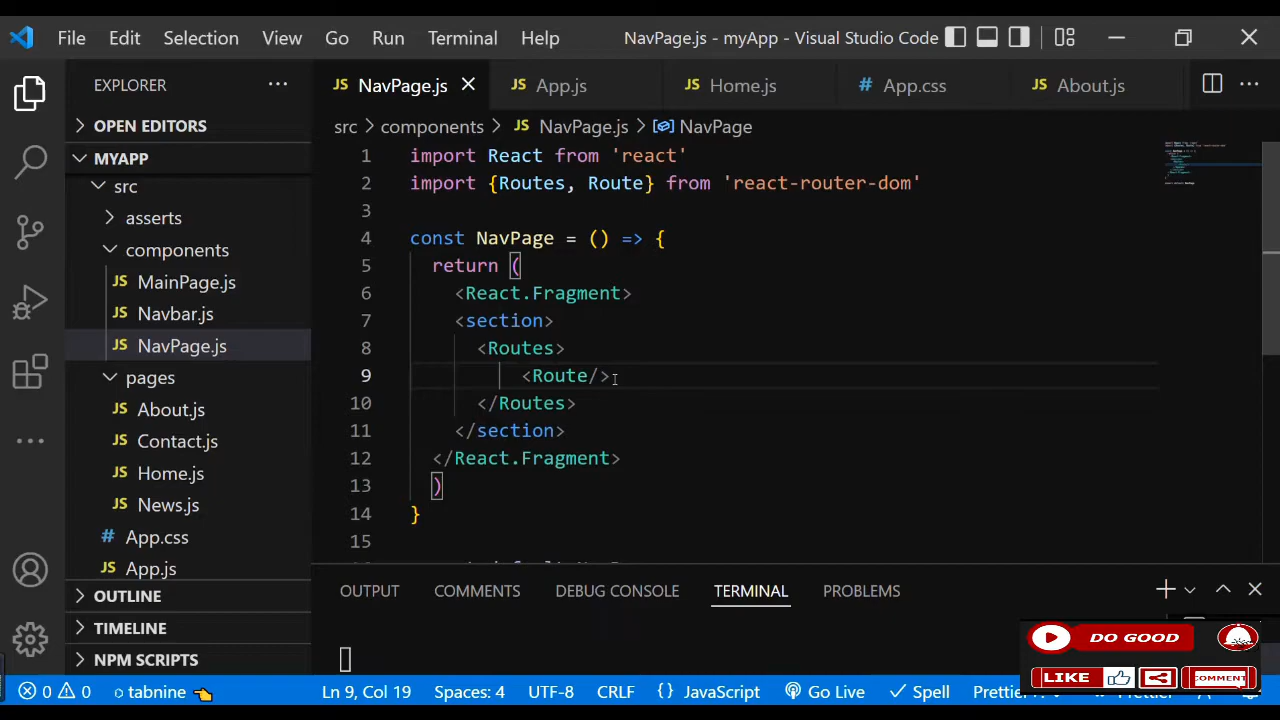 File Edit Selection View Go Run Terminal Help NavPage.js - myApp - Visual Studio Code
EXPLORER
OPEN EDITORS
MYAPP
src
asserts
components
MainPage.js
Navbar.js
NavPage.js
pages
About.js
Contact.js
Home.js
News.js
App.css
App.js
OUTLINE
TIMELINE
NPM SCRIPTS
JS NavPage.js JS App.js JS Home.js # App.css JS About.js
src > components > JS NavPage.js > NavPage
1 import React from 'react'
2 import {Routes, Route} from 'react-router-dom'
3
4 const NavPage = () => {
5 return (
6 <React.Fragment>
7 <section>
8 <Routes>
9 <Route/>
10 </Routes>
11 </section>
12 </React.Fragment>
13 )
14 }
15
OUTPUT COMMENTS DEBUG CONSOLE TERMINAL PROBLEMS
DO GOOD
LIKE COMMENT
0 0 tabnine Ln 9, Col 19 Spaces: 4 UTF-8 CRLF {} JavaScript Go Live Spell